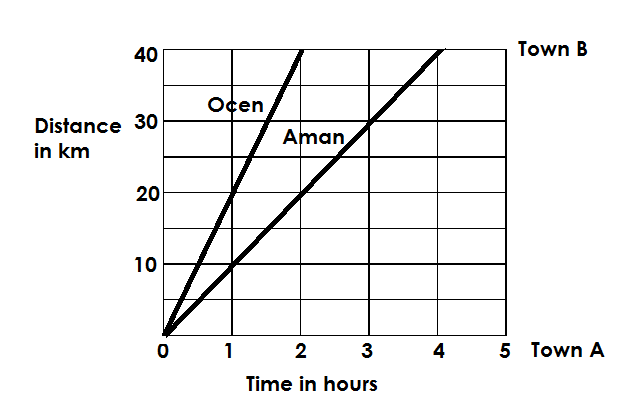 40
Town B
Ocen
Distance
in km
30
Aman
20
10
0 1 2 3 4 5 Town A
Time in hours